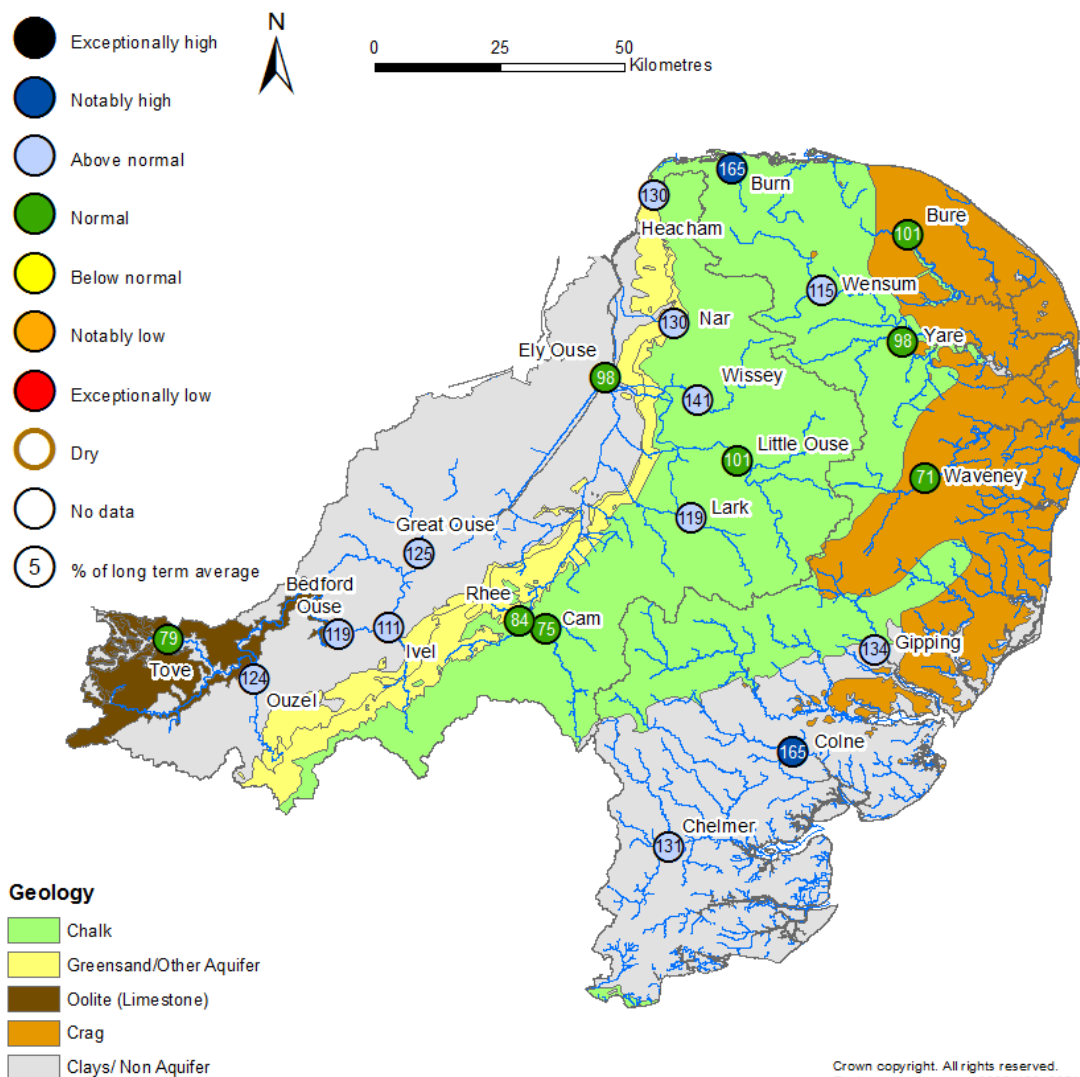 Exceptionally high
Notably high
Above normal
Normal
Below normal
Notably low
Exceptionally low
Dry
No data
5 % of long term average
N
0 25 50
Kilometres
165
Burn
130
Heacham
Bure
101
Wensum
115
Nar
130
Yare
98
Ely Ouse
98
Wissey
141
Little Ouse
101
Waveney
71
Lark
119
Great Ouse
125
Bedford
Ouse
119
111
Ivel
Rhee
84
Cam
75
79
Tove
124
Ouzel
Gipping
134
Colne
165
Chelmer
131
Geology
Chalk
Greensand/Other Aquifer
Oolite (Limestone)
Crag
Clays/ Non Aquifer
Crown copyright. All rights reserved.